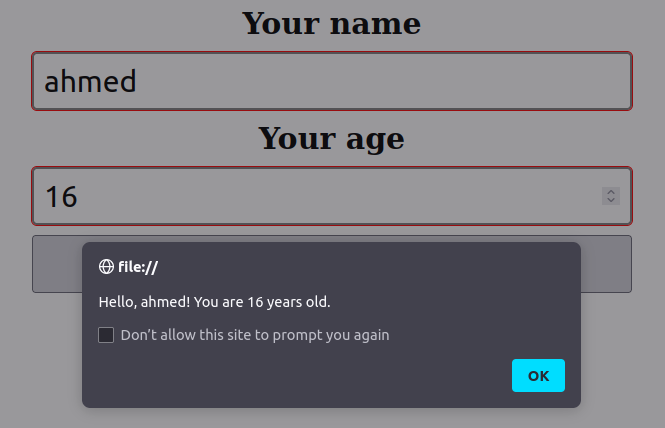 Your name
ahmed
Your age
16
file://
Hello, ahmed! You are 16 years old.
Don’t allow this site to prompt you again
OK